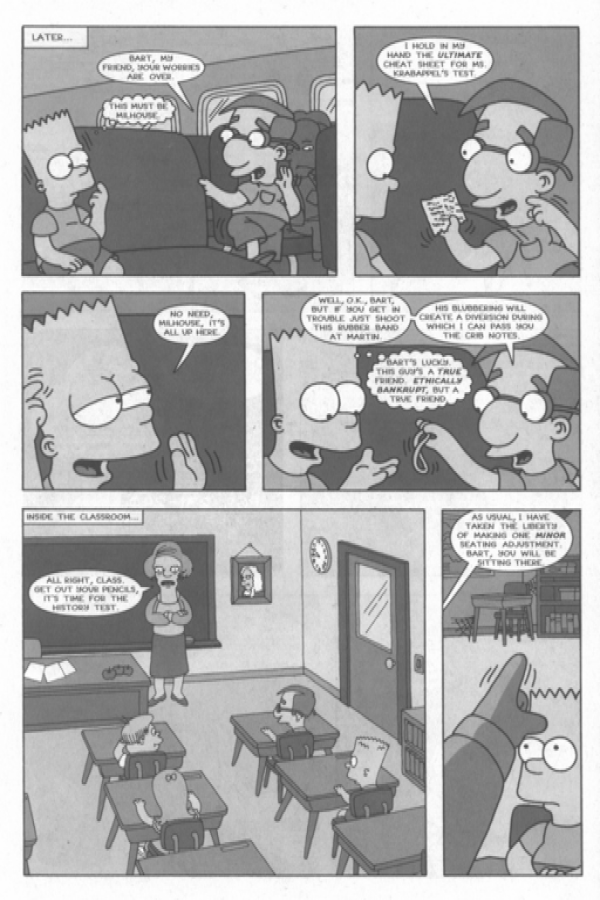 LATER...
BART, MY
FRIEND, YOUR WORRIES
ARE OVER.
THIS MUST BE
MILHOUSE.
I HOLD IN MY
HAND THE ULTIMATE
CHEAT SHEET FOR MS.
KRABAPPEL'S TEST.
NO NEED,
MILHOUSE, IT'S
ALL UP HERE.
WELL, O.K., BART,
BUT IF YOU GET IN
TROUBLE JUST SHOOT
THIS RUBBER BAND
AT MARTIN.
HIS BLUBBERING WILL
CREATE A DIVERSION DURING
WHICH I CAN PASS YOU
THE CRIB NOTES.
BART'S LUCKY.
THIS GUY'S A TRUE
FRIEND. ETHICALLY
BANKRUPT, BUT A
TRUE FRIEND.
INSIDE THE CLASSROOM...
ALL RIGHT, CLASS.
GET OUT YOUR PENCILS,
IT'S TIME FOR THE
HISTORY TEST.
AS USUAL, I HAVE
TAKEN THE LIBERTY
OF MAKING ONE MINOR
SEATING ADJUSTMENT.
BART, YOU WILL BE
SITTING THERE.